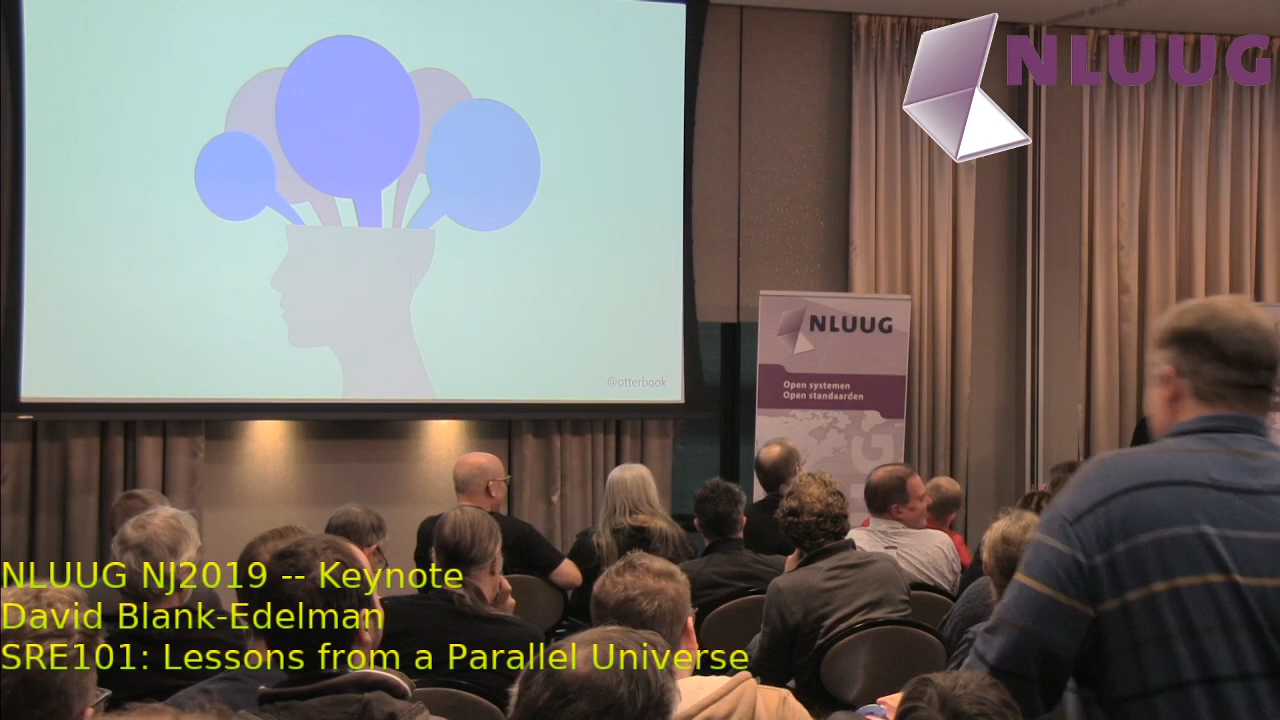 @otterbook
NLUUG
NLUUG
Open systemen
Open standaarden
NLUUG NJ2019 -- Keynote
David Blank-Edelman
SRE101: Lessons from a Parallel Universe